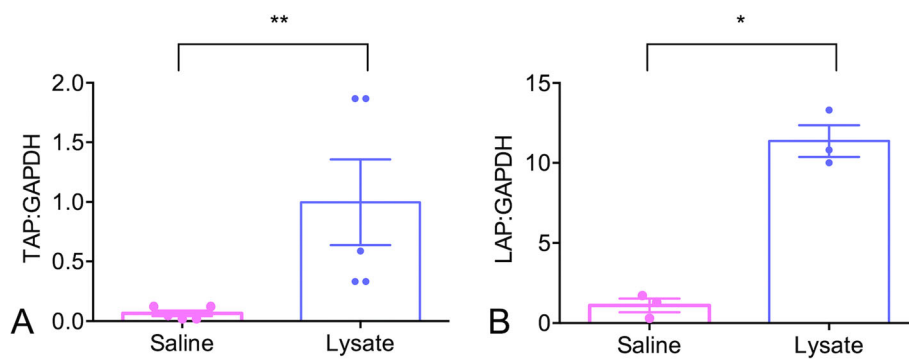 **
2.0
1.5
1.0
0.5
0.0
TAP:GAPDH
Saline
Lysate
A
*
15
10
5
0
LAP:GAPDH
Saline
Lysate
B